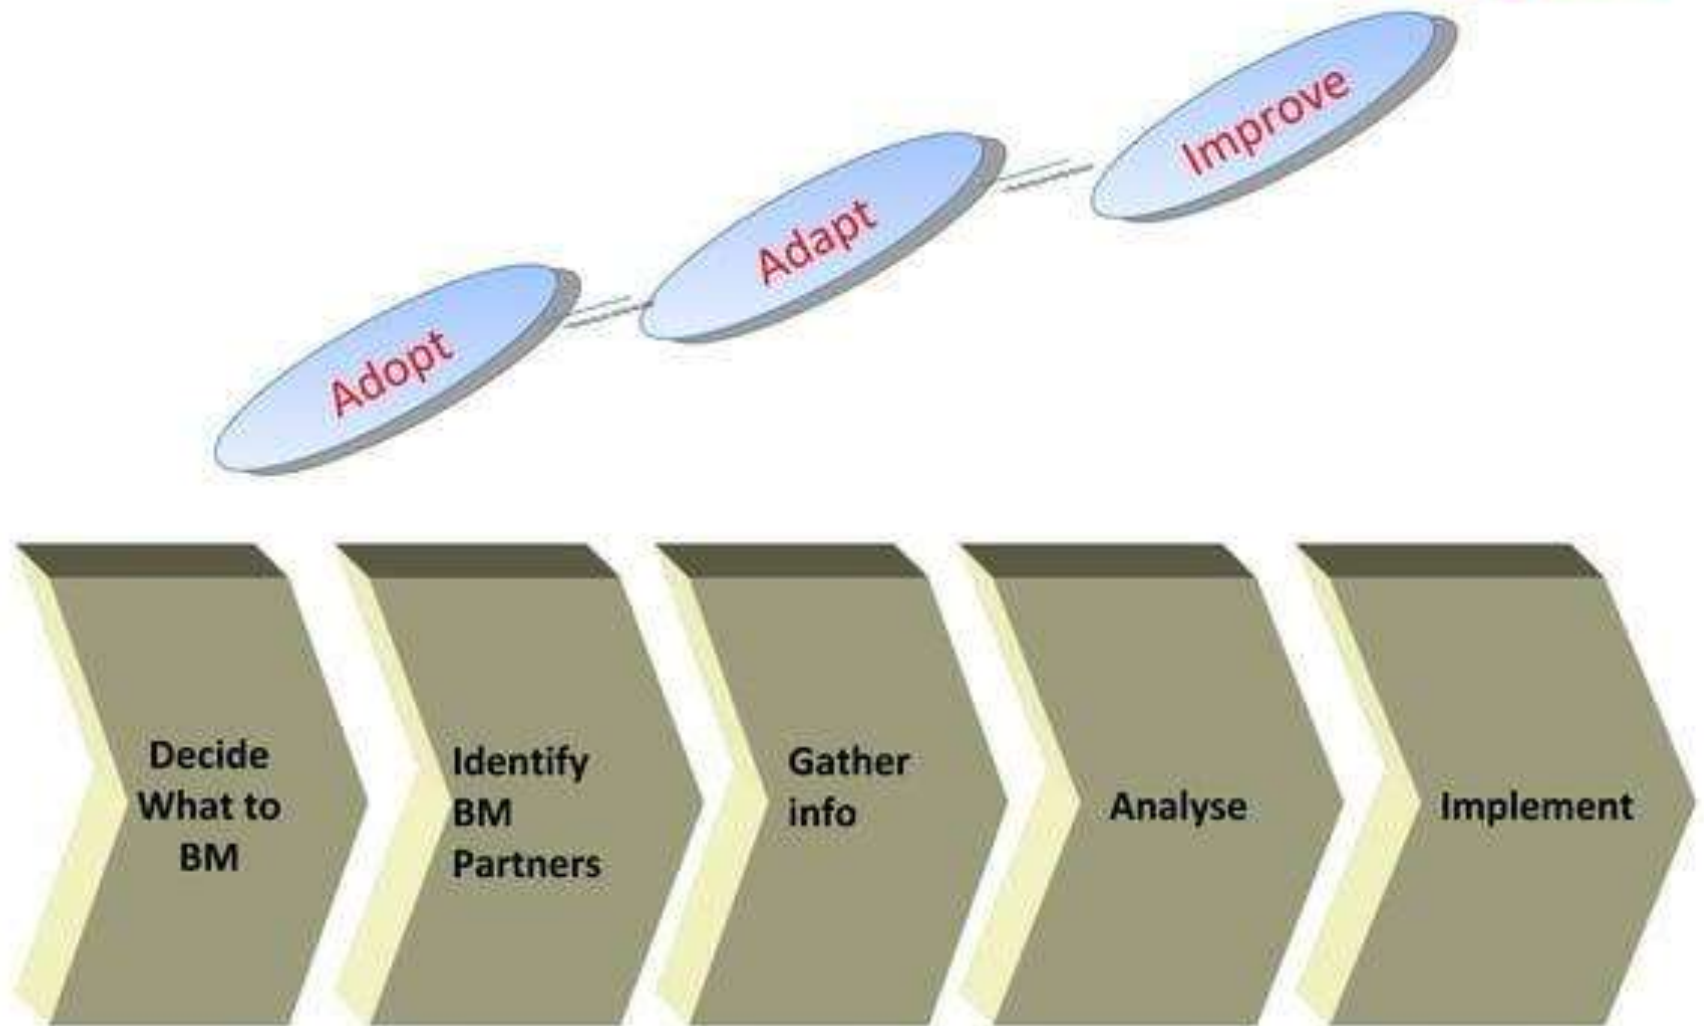 Improve
Adapt
Adopt
Decide
What to
BM
Identify
BM
Partners
Gather
info
Analyse
Implement